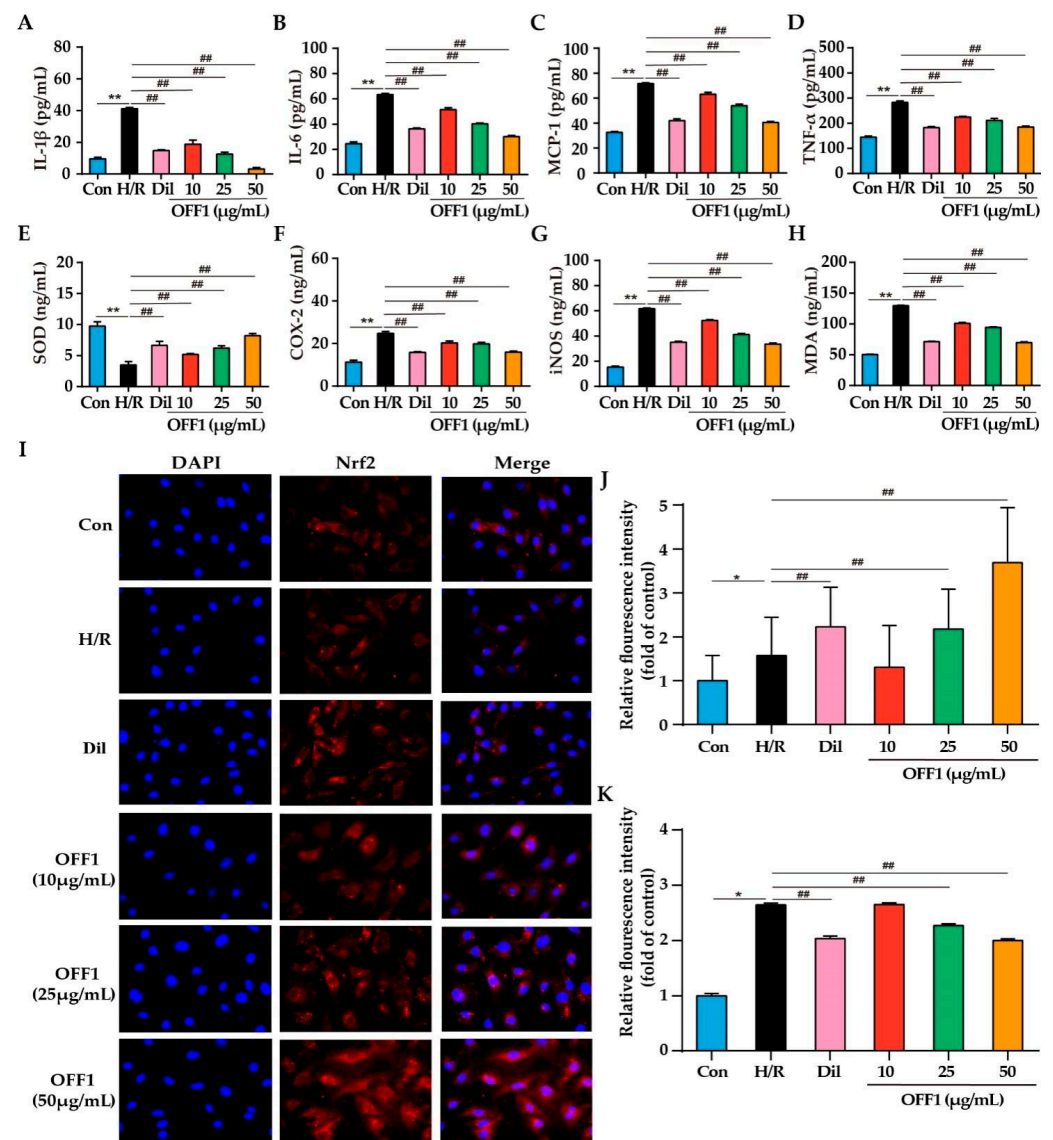 A
IL-1β (pg/mL)
80
60
40
20
0
**
##
##
##
##
Con H/R Dil 10 25 50
OFF1 (μg/mL)
B
IL-6 (pg/mL)
100
80
60
40
20
0
**
##
##
##
##
Con H/R Dil 10 25 50
OFF1 (μg/mL)
C
MCP-1 (pg/mL)
100
80
60
40
20
0
**
##
##
##
##
Con H/R Dil 10 25 50
OFF1 (μg/mL)
D
TNF-α (pg/mL)
500
400
300
200
100
0
**
##
##
##
##
Con H/R Dil 10 25 50
OFF1 (μg/mL)
E
SOD (ng/mL)
20
15
10
5
0
**
##
##
##
##
Con H/R Dil 10 25 50
OFF1 (μg/mL)
F
COX-2 (ng/mL)
60
40
20
0
**
##
##
##
##
Con H/R Dil 10 25 50
OFF1 (μg/mL)
G
iNOS (ng/mL)
100
80
60
40
20
0
**
##
##
##
##
Con H/R Dil 10 25 50
OFF1 (μg/mL)
H
MDA (ng/mL)
200
150
100
50
0
**
##
##
##
##
Con H/R Dil 10 25 50
OFF1 (μg/mL)
I
DAPI Nrf2 Merge
Con
H/R
Dil
OFF1
(10μg/mL)
OFF1
(25μg/mL)
OFF1
(50μg/mL)
J
Relative flourescence intensity
(fold of control)
5
4
3
2
1
0
*
##
##
##
Con H/R Dil 10 25 50
OFF1 (μg/mL)
K
Relative flourescence intensity
(fold of control)
4
3
2
1
0
*
##
##
##
Con H/R Dil 10 25 50
OFF1 (μg/mL)